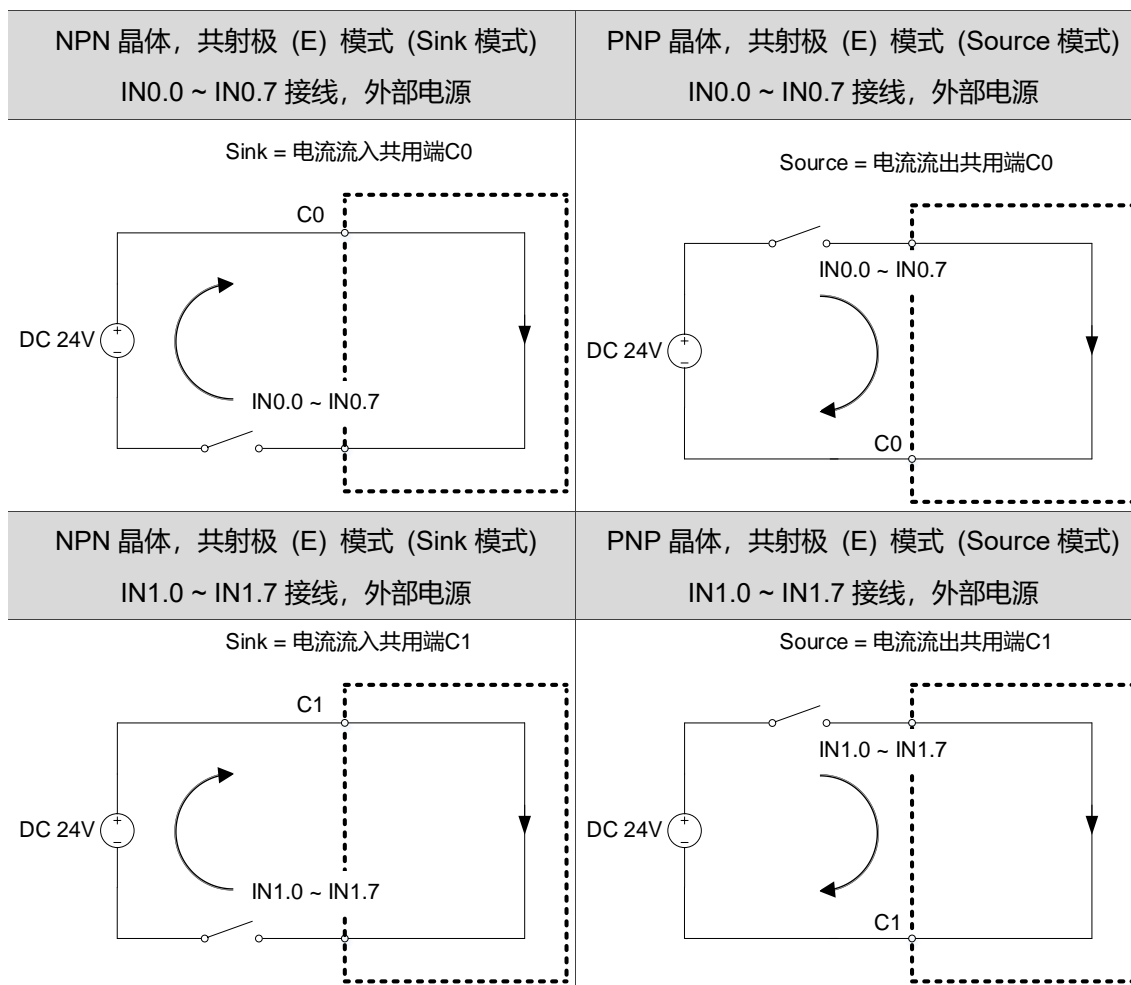 NPN 晶体，共射极 (E) 模式 (Sink 模式)
IN0.0 ~ IN0.7 接线，外部电源
PNP 晶体，共射极 (E) 模式 (Source 模式)
IN0.0 ~ IN0.7 接线，外部电源
Sink = 电流流入共用端C0
C0
DC 24V
+
−
IN0.0 ~ IN0.7
Source = 电流流出共用端C0
IN0.0 ~ IN0.7
DC 24V
+
−
C0
NPN 晶体，共射极 (E) 模式 (Sink 模式)
IN1.0 ~ IN1.7 接线，外部电源
PNP 晶体，共射极 (E) 模式 (Source 模式)
IN1.0 ~ IN1.7 接线，外部电源
Sink = 电流流入共用端C1
C1
DC 24V
+
−
IN1.0 ~ IN1.7
Source = 电流流出共用端C1
IN1.0 ~ IN1.7
DC 24V
+
−
C1